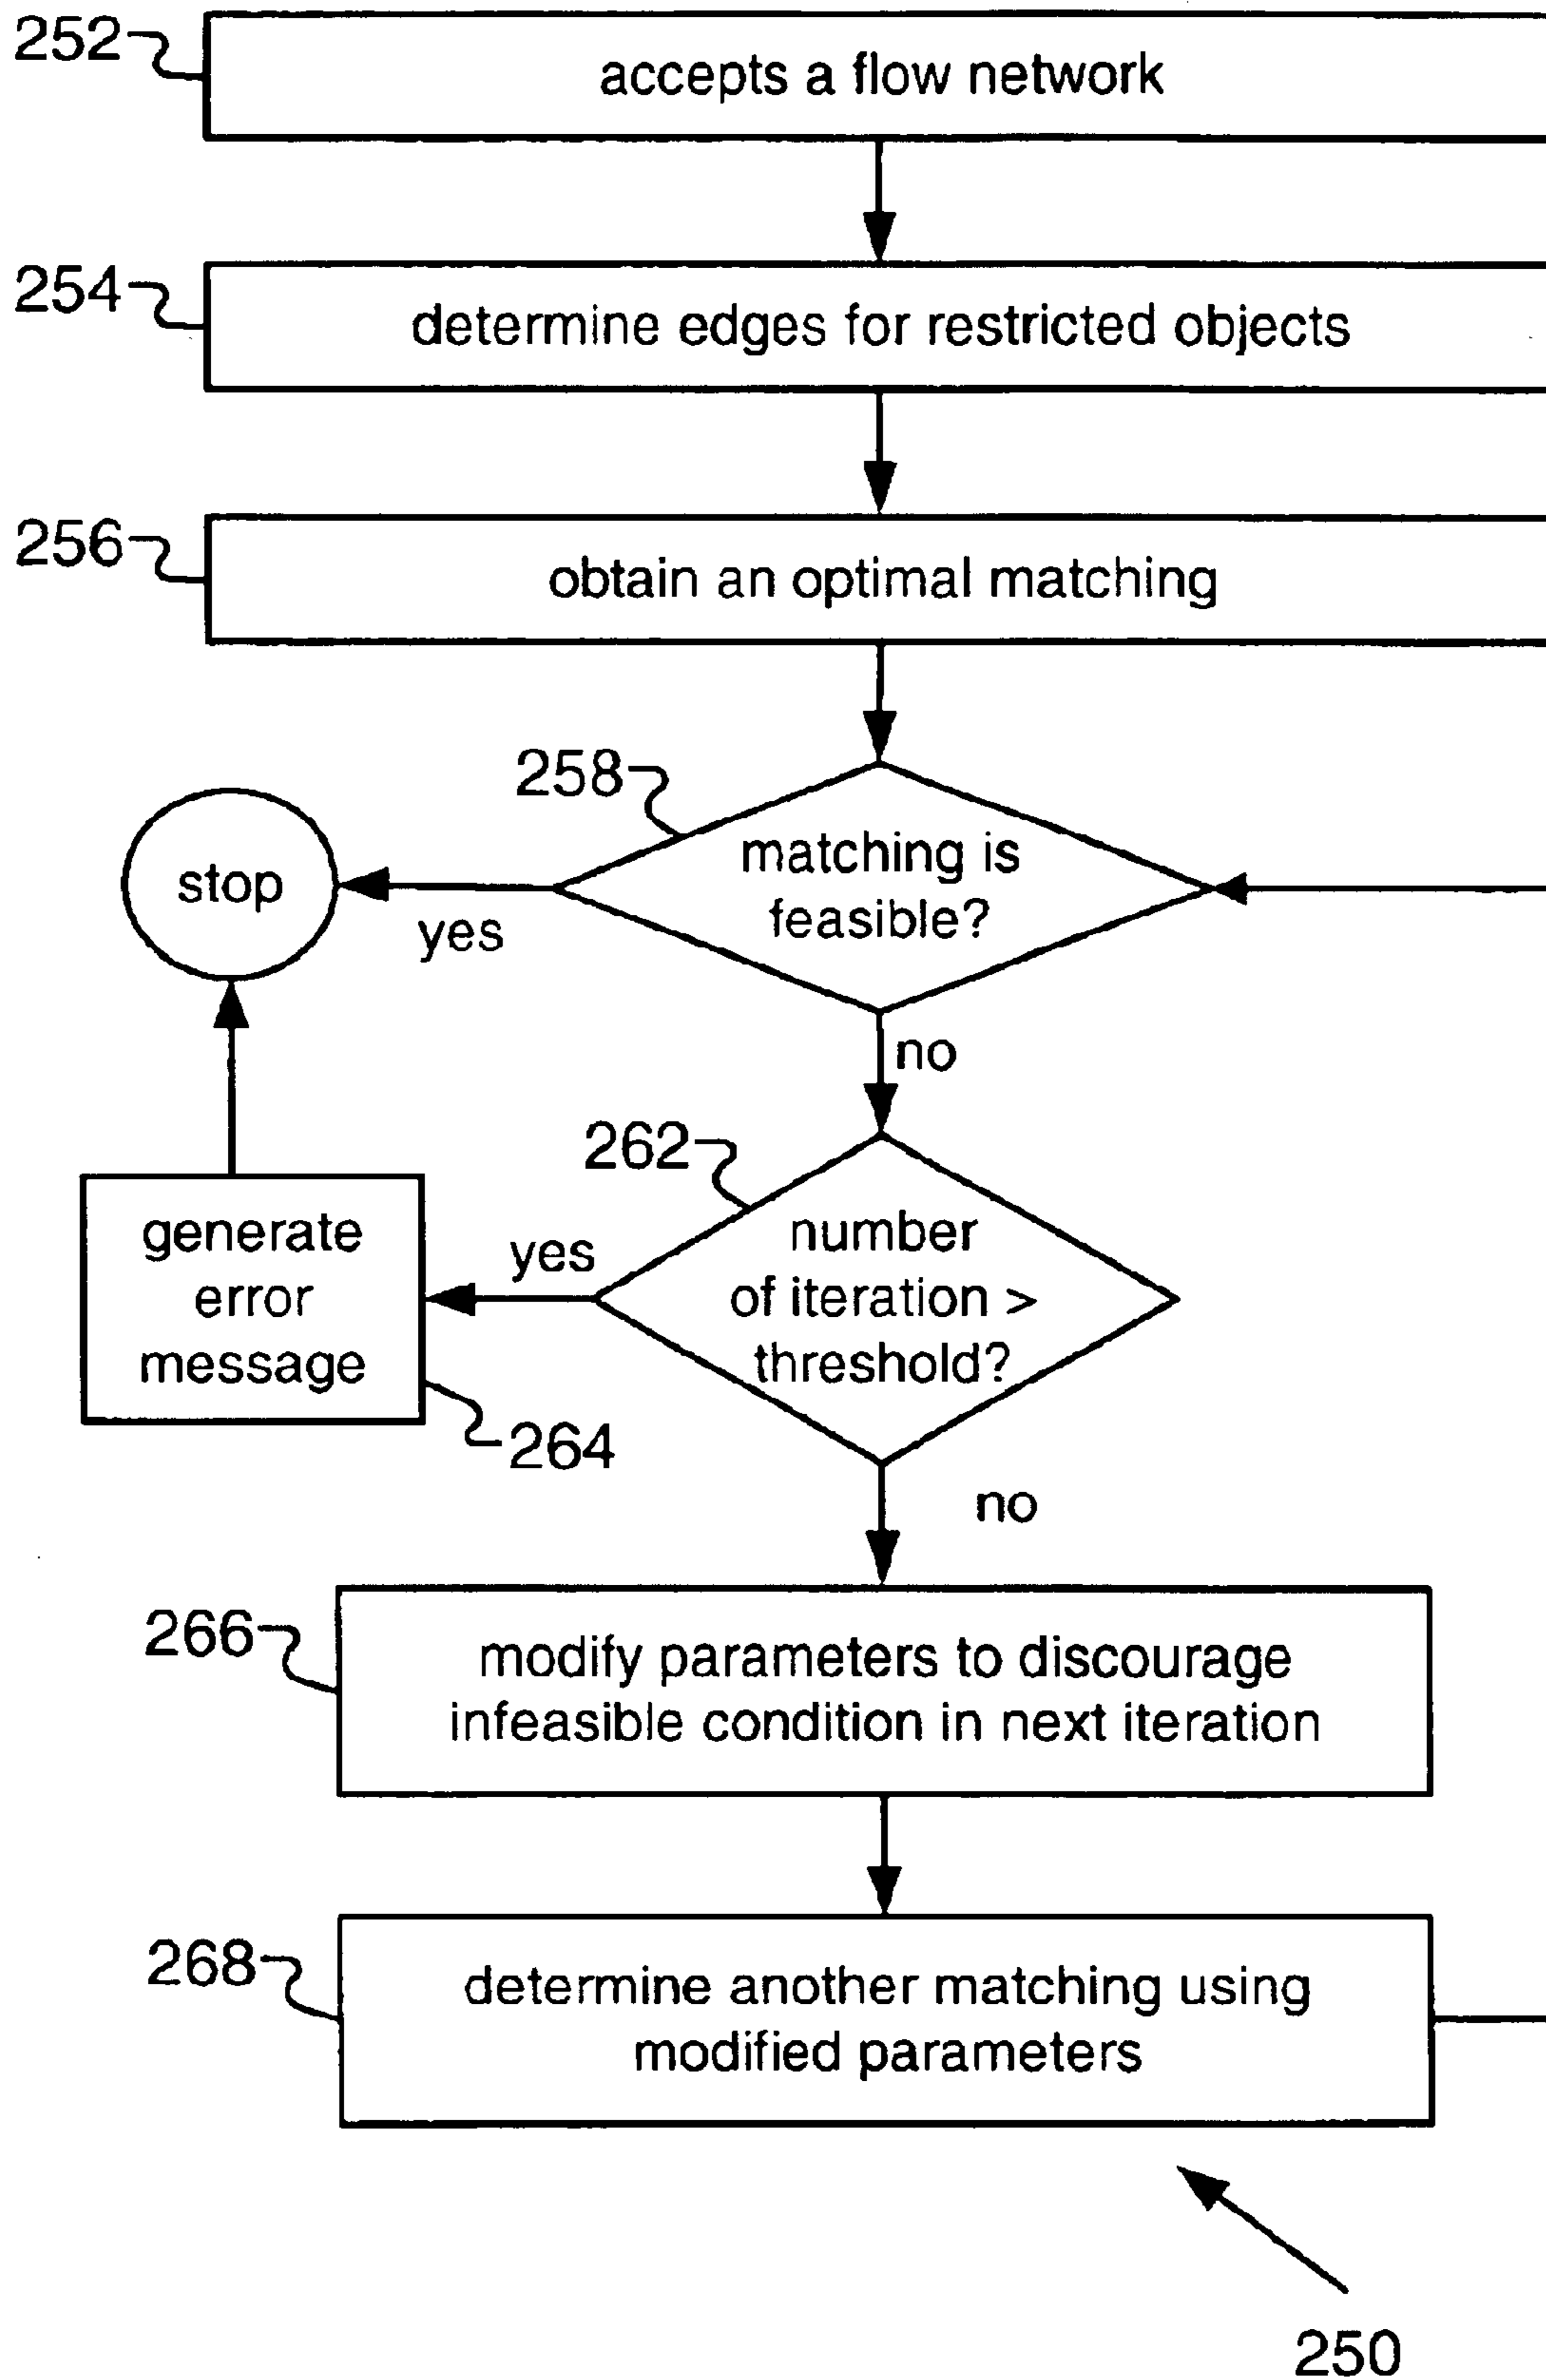 252
accepts a flow network
254
determine edges for restricted objects
256
obtain an optimal matching
258
matching is
feasible?
stop
yes
no
262
number
of iteration >
threshold?
yes
generate
error
message
264
no
266
modify parameters to discourage
infeasible condition in next iteration
268
determine another matching using
modified parameters
250